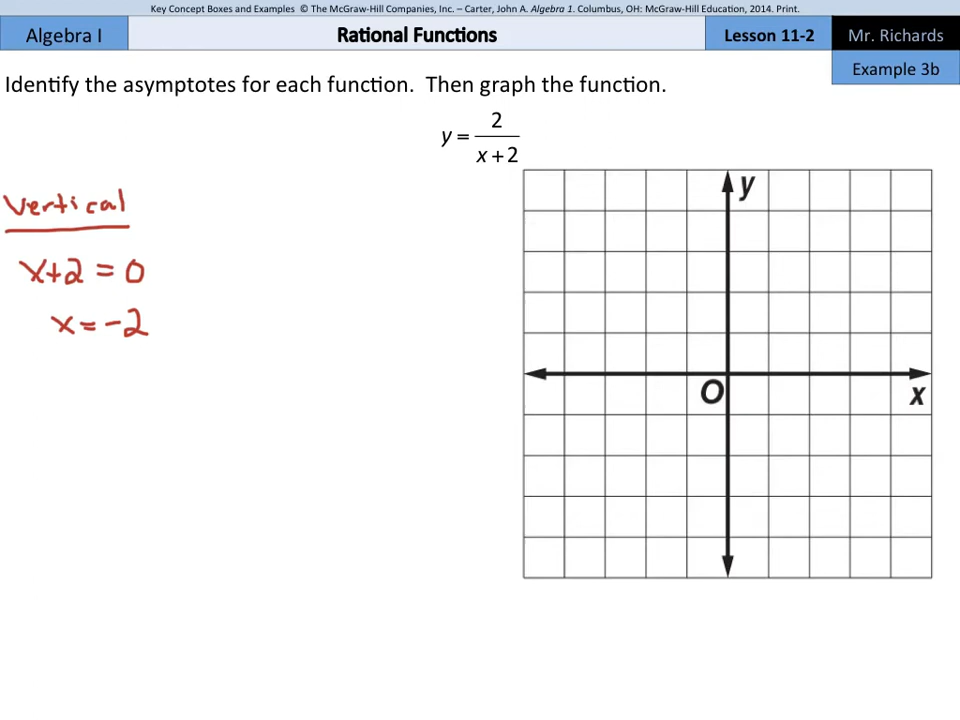 Key Concept Boxes and Examples © The McGraw-Hill Companies, Inc. – Carter, John A. Algebra 1. Columbus, OH: McGraw-Hill Education, 2014. Print.
Algebra I
Rational Functions
Lesson 11-2
Mr. Richards
Example 3b
Identify the asymptotes for each function. Then graph the function.
y = 2 / (x + 2)
Vertical
x+2 = 0
x = -2
y
O
x